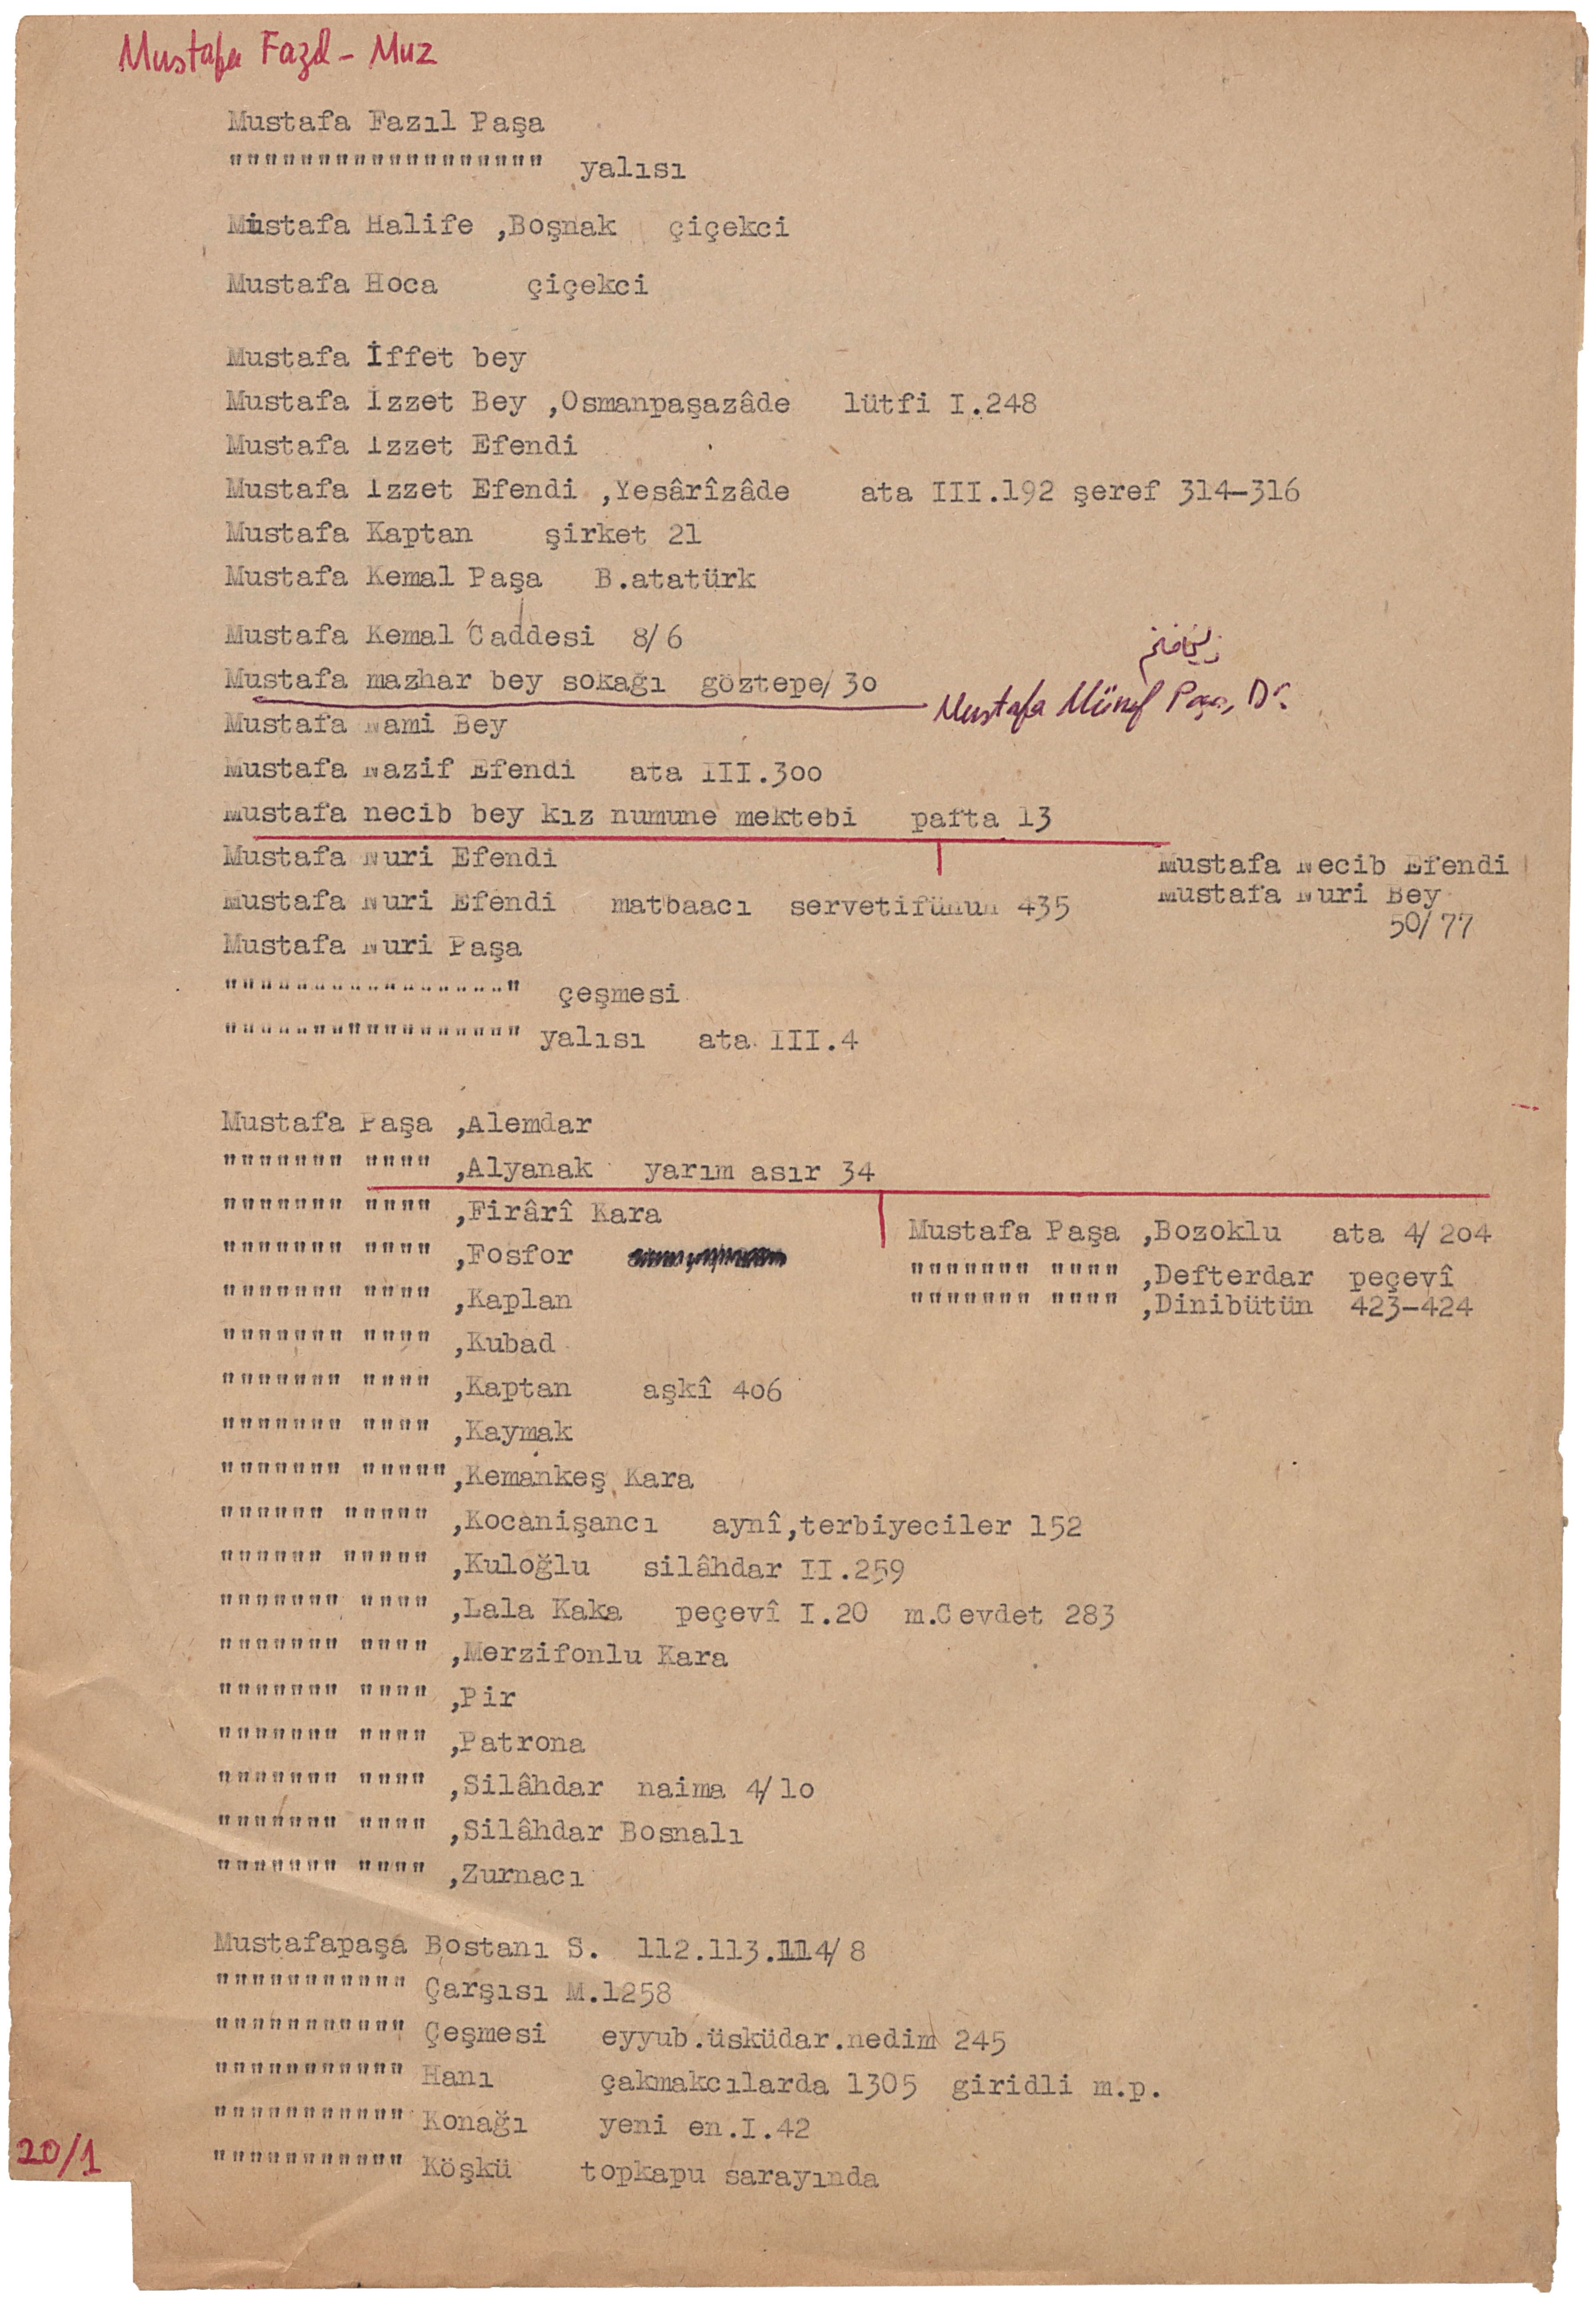 Mustafa Fazıl - Muz
Mustafa Fazıl Paşa
"""""""""""""""""" yalısı
Mustafa Halife ,Boşnak çiçekci
Mustafa Hoca çiçekci
Mustafa İffet bey
Mustafa İzzet Bey ,Osmanpaşazâde lütfi I.248
Mustafa İzzet Efendi
Mustafa İzzet Efendi ,Yesârîzâde ata III.192 şeref 314-316
Mustafa Kaptan şirket 21
Mustafa Kemal Paşa B.atatürk
Mustafa Kemal Caddesi 8/6
Mustafa mazhar bey sokağı göztepe/30
Mustafa Münif Paşa, Dr.
Mustafa Nami Bey
Mustafa Nazif Efendi ata III.300
Mustafa necib bey kız numune mektebi pafta 13
Mustafa Nuri Efendi
Mustafa Necib Efendi
Mustafa Nuri Efendi matbaacı servetifünun 435
Mustafa Nuri Bey
50/77
Mustafa Nuri Paşa
""""""""""""""""" çeşmesi
""""""""""""""""" yalısı ata III.4
Mustafa Paşa ,Alemdar
""""""" """" ,Alyanak yarım asır 34
""""""" """" ,Firârî Kara
Mustafa Paşa ,Bozoklu ata 4/204
""""""" """" ,Defterdar peçevî
""""""" """" ,Dinibütün 423-424
""""""" """" ,Fosfor
""""""" """" ,Kaplan
""""""" """" ,Kubad
""""""" """" ,Kaptan aşkî 406
""""""" """" ,Kaymak
""""""" """"" ,Kemankeş Kara
"""""" """"" ,Kocanişancı aynî,terbiyeciler 152
"""""" """"" ,Kuloğlu silâhdar II.259
""""""" """" ,Lala Kaka peçevî I.20 m.Cevdet 283
""""""" """" ,Merzifonlu Kara
""""""" """" ,Pir
""""""" """" ,Patrona
""""""" """" ,Silâhdar naima 4/10
""""""" """" ,Silâhdar Bosnalı
""""""" """" ,Zurnacı
Mustafapaşa Bostanı S. 112.113.114/8
""""""""""" Çarşısı M.1258
""""""""""" Çeşmesi eyyub.üsküdar.nedim 245
""""""""""" Hanı çakmakcılarda 1305 giridli m.p.
""""""""""" Konağı yeni en.I.42
""""""""""" Köşkü topkapu sarayında
20/1